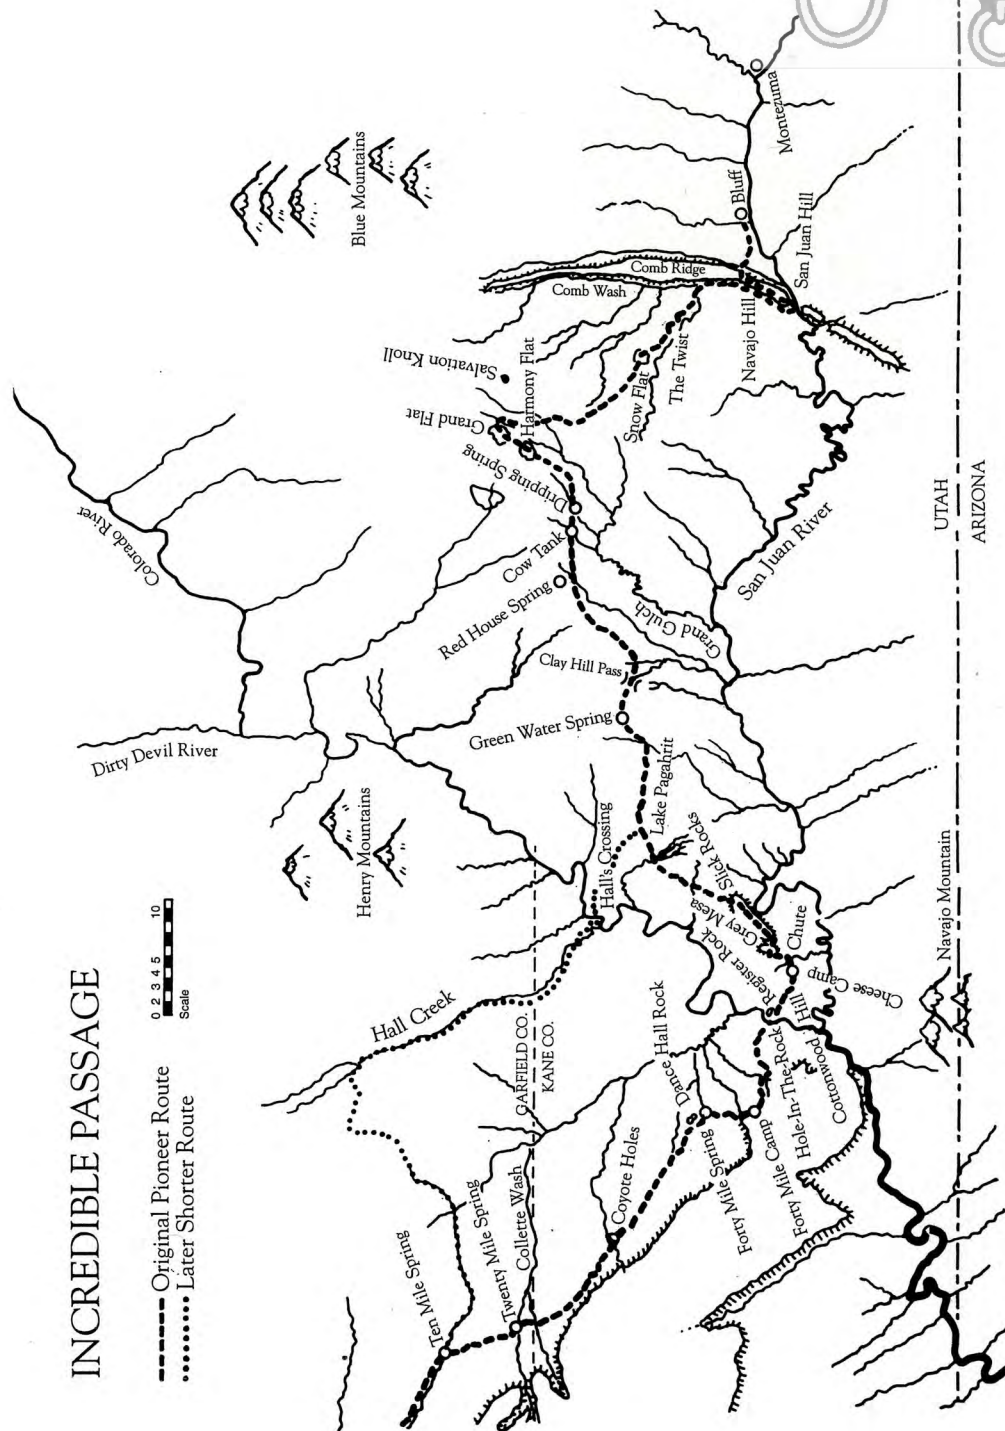 INCREDIBLE PASSAGE
Original Pioneer Route
Later Shorter Route
0 2 3 4 5 10
Scale
Dirty Devil River
Colorado River
Blue Mountains
Henry Mountains
Hall Creek
GARFIELD CO.
KANE CO.
Ten Mile Spring
Twenty Mile Spring
Collette Wash
Coyote Holes
Dance Hall Rock
Forty Mile Spring
Forty Mile Camp
Hole-In-The-Rock
Cottonwood Hill
Register Rock
Cheese Camp
Chute
Grey Mesa
Slick Rocks
Hall's Crossing
Lake Pagahrit
Green Water Spring
Clay Hill Pass
Red House Spring
Cow Tank
Dripping Spring
Grand Flat
Harmony Flat
Salvation Knoll
Grand Gulch
San Juan River
Snow Flat
The Twist
Comb Wash
Comb Ridge
Navajo Hill
San Juan Hill
Bluff
Montezuma
Navajo Mountain
UTAH
ARIZONA